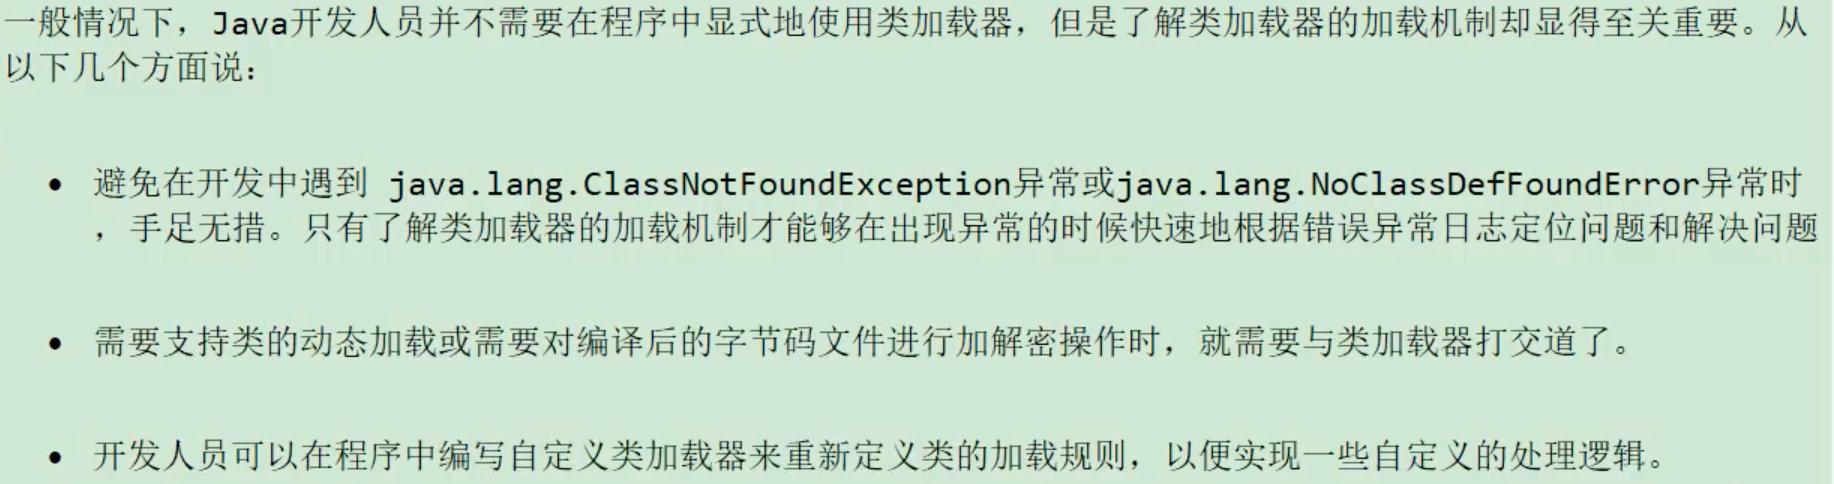 一般情况下，Java开发人员并不需要在程序中显式地使用类加载器，但是了解类加载器的加载机制却显得至关重要。从
以下几个方面说：
• 避免在开发中遇到 java.lang.ClassNotFoundException异常或java.lang.NoClassDefFoundError异常时
，手足无措。只有了解类加载器的加载机制才能够在出现异常的时候快速地根据错误异常日志定位问题和解决问题
• 需要支持类的动态加载或需要对编译后的字节码文件进行加解密操作时，就需要与类加载器打交道了。
• 开发人员可以在程序中编写自定义类加载器来重新定义类的加载规则，以便实现一些自定义的处理逻辑。